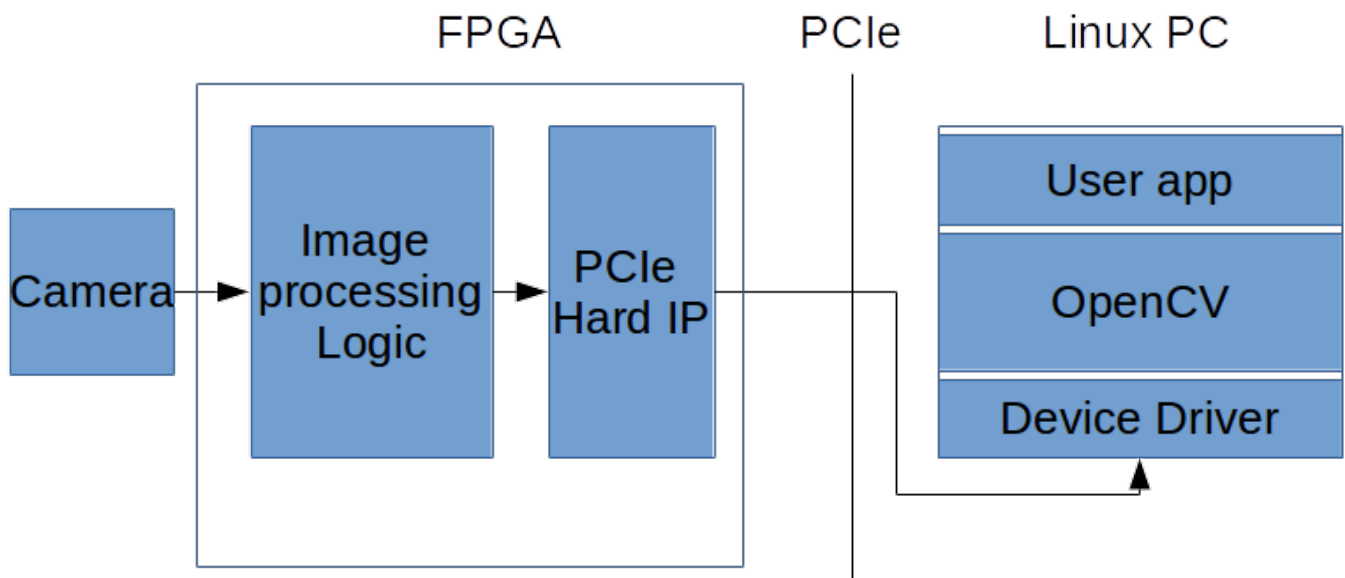 FPGA
PCIe
Linux PC
Camera
Image
processing
Logic
PCIe
Hard IP
User app
OpenCV
Device Driver